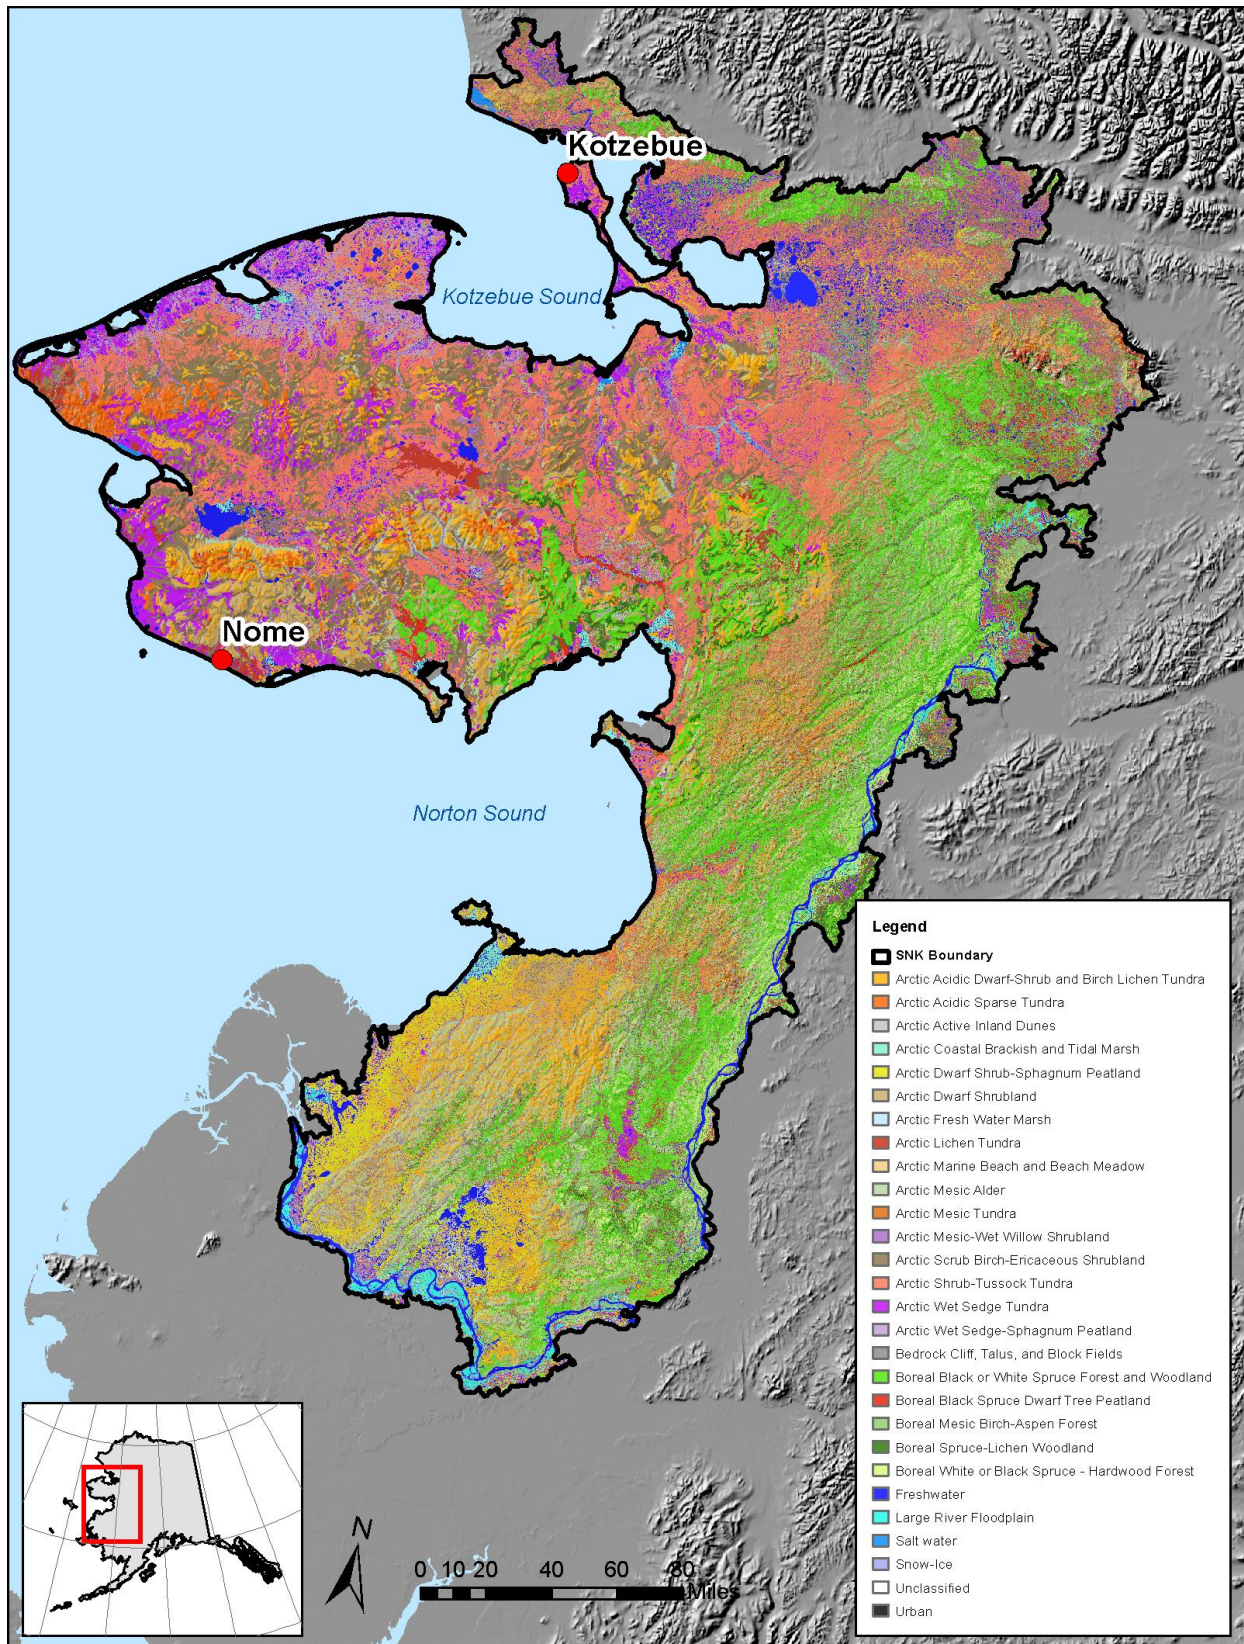 Kotzebue
Kotzebue Sound
Nome
Norton Sound
Legend
SNK Boundary
Arctic Acidic Dwarf-Shrub and Birch Lichen Tundra
Arctic Acidic Sparse Tundra
Arctic Active Inland Dunes
Arctic Coastal Brackish and Tidal Marsh
Arctic Dwarf Shrub-Sphagnum Peatland
Arctic Dwarf Shrubland
Arctic Fresh Water Marsh
Arctic Lichen Tundra
Arctic Marine Beach and Beach Meadow
Arctic Mesic Alder
Arctic Mesic Tundra
Arctic Mesic-Wet Willow Shrubland
Arctic Scrub Birch-Ericaceous Shrubland
Arctic Shrub-Tussock Tundra
Arctic Wet Sedge Tundra
Arctic Wet Sedge-Sphagnum Peatland
Bedrock Cliff, Talus, and Block Fields
Boreal Black or White Spruce Forest and Woodland
Boreal Black Spruce Dwarf Tree Peatland
Boreal Mesic Birch-Aspen Forest
Boreal Spruce-Lichen Woodland
Boreal White or Black Spruce - Hardwood Forest
Freshwater
Large River Floodplain
Salt water
Snow-Ice
Unclassified
Urban
N
0 10 20 40 60 80
Miles